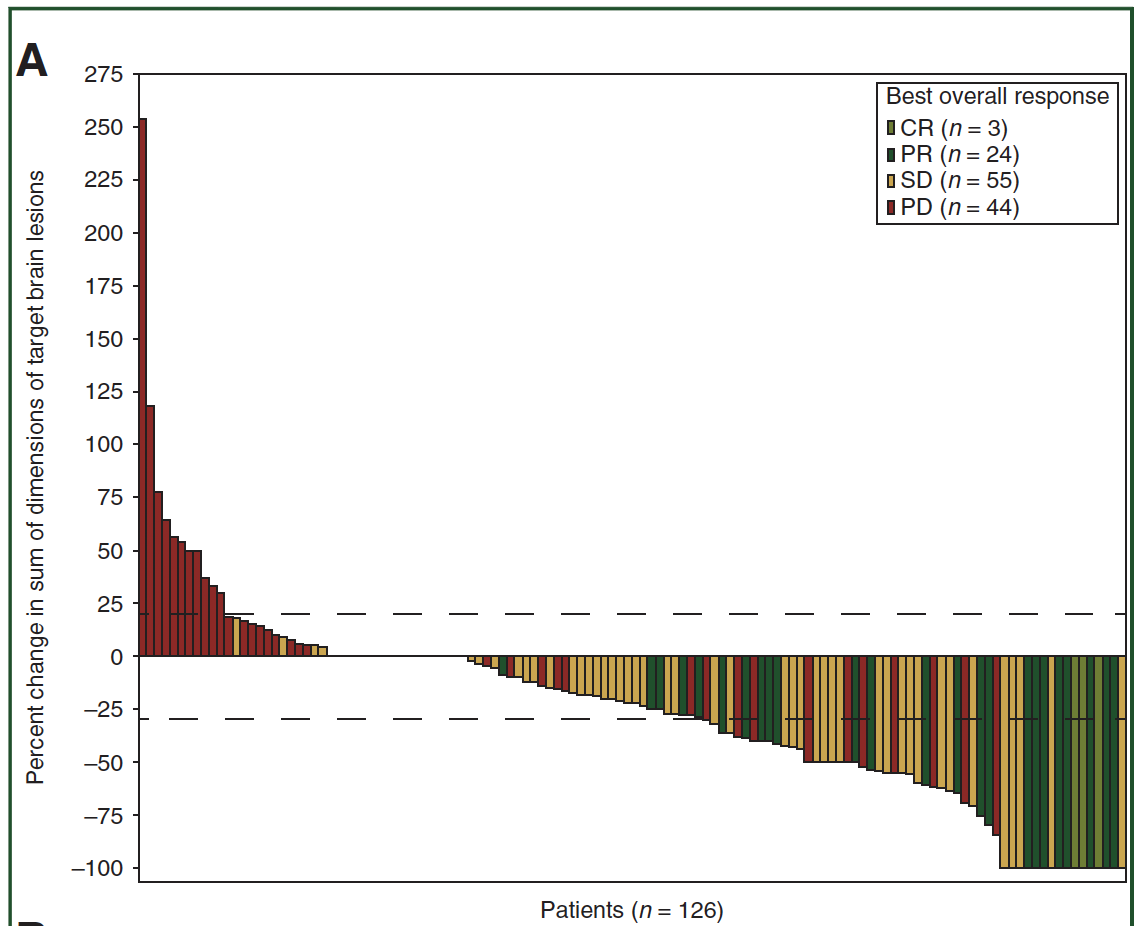 A
275
250
225
200
175
150
125
100
75
50
25
0
–25
–50
–75
–100
Percent change in sum of dimensions of target brain lesions
Best overall response
CR (n = 3)
PR (n = 24)
SD (n = 55)
PD (n = 44)
Patients (n = 126)